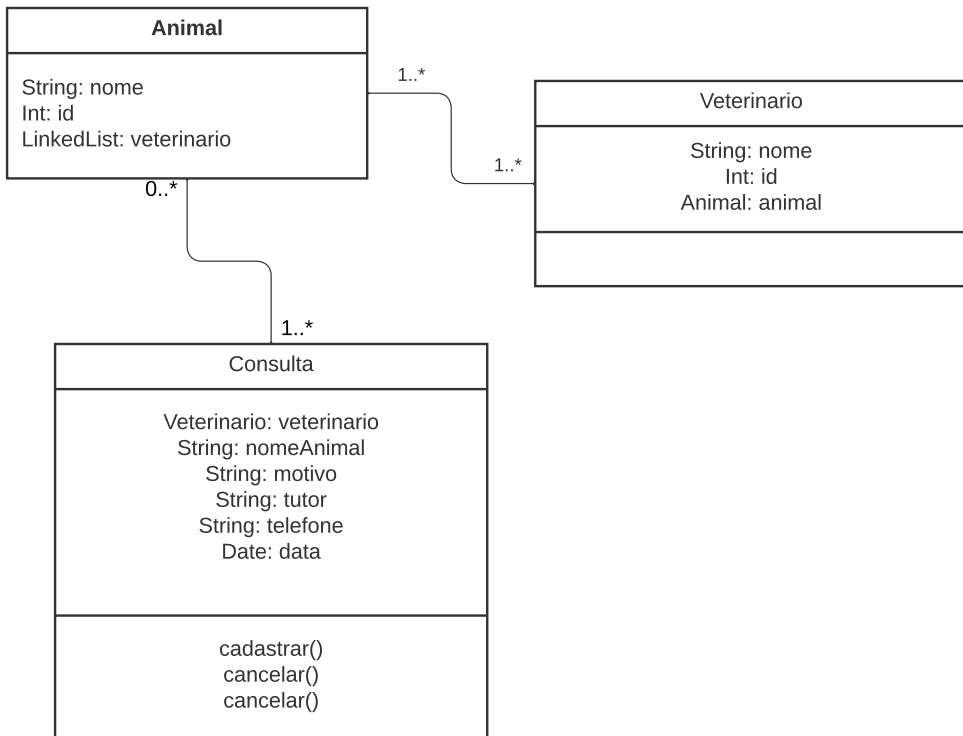 Animal
String: nome
Int: id
LinkedList: veterinario
1..*
1..*
Veterinario
String: nome
Int: id
Animal: animal
0..*
1..*
Consulta
Veterinario: veterinario
String: nomeAnimal
String: motivo
String: tutor
String: telefone
Date: data
cadastrar()
cancelar()
cancelar()